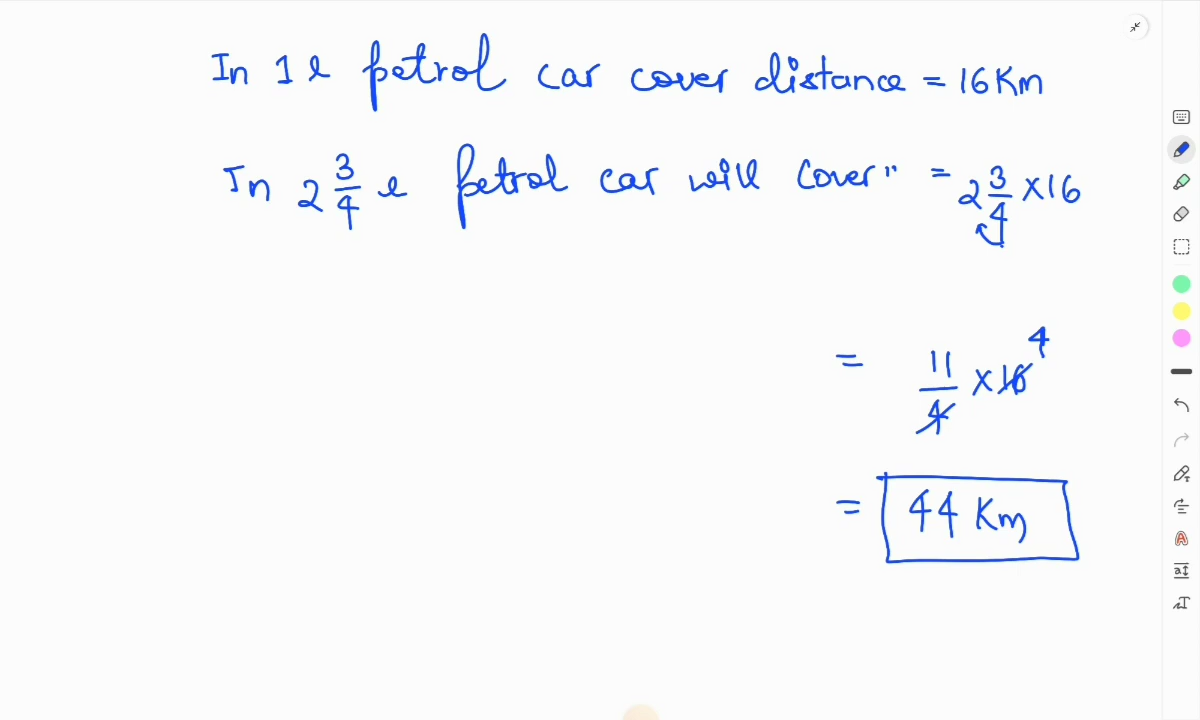 In 1 l petrol car cover distance = 16 Km
In 2 3/4 l petrol car will cover " = 2 3/4 × 16
= 11/4 × 16 4
= 44 Km